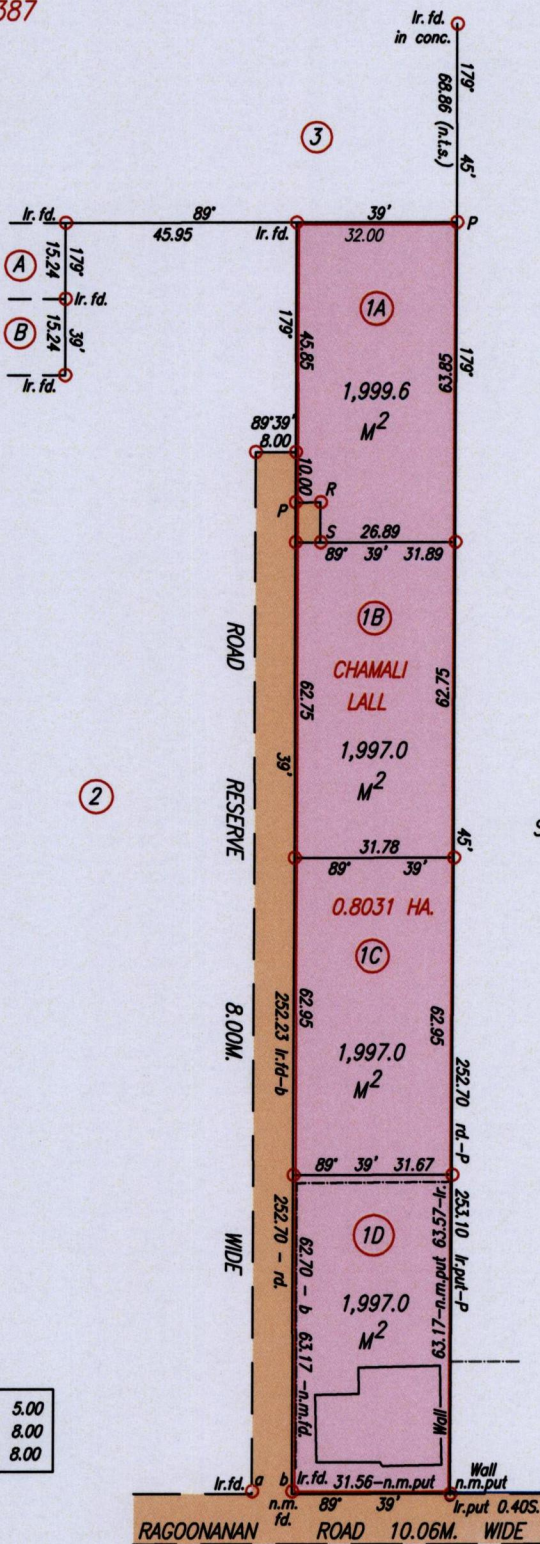 387
Ir. fd.
in conc.
179°
68.86 (n.t.s.)
45'
3
Ir. fd.
89°
45.95
Ir. fd.
39'
32.00
P
A
179°
15.24
Ir. fd.
B
15.24
39'
Ir. fd.
1A
179°
45.85
179°
63.85
1,999.6
M²
89°39'
8.00
10.00
P
R
S
26.89
89° 39' 31.89
1B
CHAMALI
LALL
62.75
62.75
1,997.0
M²
39'
ROAD RESERVE 8.00M. WIDE
2
31.78
89° 39'
45'
0.8031 HA.
1C
62.95
62.95
252.23 Ir.fd-b
1,997.0
M²
252.70 rd.-P
89° 39' 31.67
252.70 - rd.
1D
253.10 Ir.put-P
62.70 - b 63.17 -n.m.fd.
1,997.0
M²
63.17-n.m.put 63.57-Ir.
Wall
5.00
8.00
8.00
Ir.fd. a b Ir.fd. 31.56-n.m.put
Wall
n.m.put
n.m.
fd.
89° 39'
Ir.put 0.40S.
RAGOONANAN ROAD 10.06M. WIDE